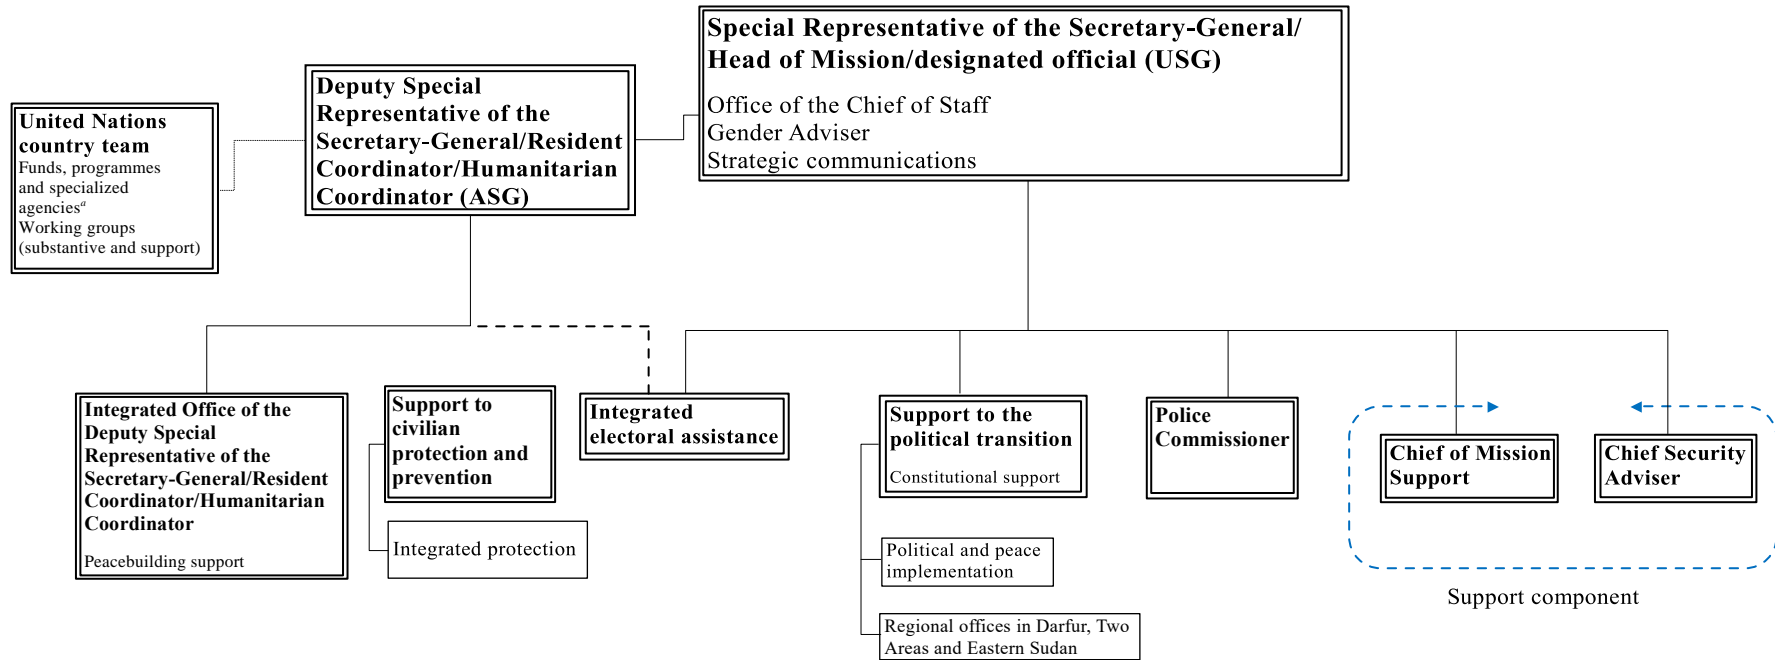 Special Representative of the Secretary-General/
Head of Mission/designated official (USG)
Office of the Chief of Staff
Gender Adviser
Strategic communications
Deputy Special
Representative of the
Secretary-General/Resident
Coordinator/Humanitarian
Coordinator (ASG)
United Nations
country team
Funds, programmes
and specialized
agenciesᵃ
Working groups
(substantive and support)
Integrated Office of the
Deputy Special
Representative of the
Secretary-General/Resident
Coordinator/Humanitarian
Coordinator
Peacebuilding support
Support to
civilian
protection and
prevention
Integrated protection
Integrated
electoral assistance
Support to the
political transition
Constitutional support
Political and peace
implementation
Regional offices in Darfur, Two
Areas and Eastern Sudan
Police
Commissioner
Chief of Mission
Support
Chief Security
Adviser
Support component